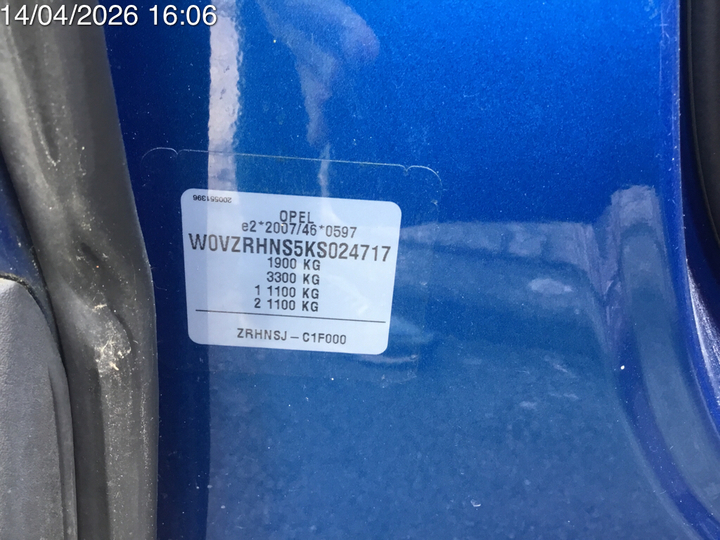 14/04/2026 16:06
200551396
OPEL
e2*2007/46*0597
W0VZRHNS5KS024717
1900 KG
3300 KG
1 1100 KG
2 1100 KG
ZRHNSJ-C1F000